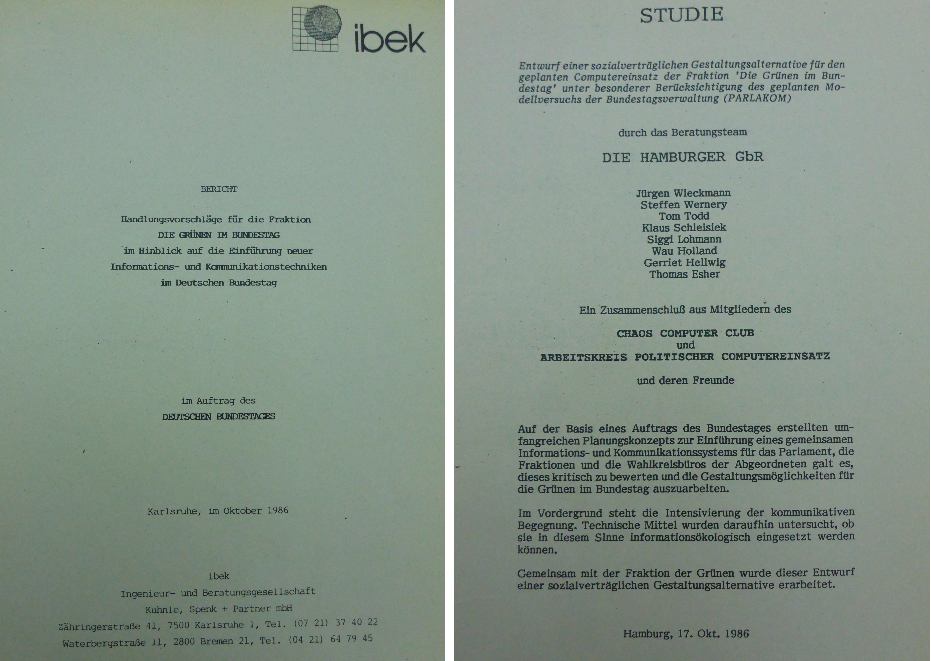 ibek
BERICHT
Handlungsvorschläge für die Fraktion
DIE GRÜNEN IM BUNDESTAG
im Hinblick auf die Einführung neuer
Informations- und Kommunikationstechniken
im Deutschen Bundestag
im Auftrag des
DEUTSCHEN BUNDESTAGES
Karlsruhe, im Oktober 1986
ibek
Ingenieur- und Beratungsgesellschaft
Kuhnle, Spenk + Partner mbH
Zähringerstraße 41, 7500 Karlsruhe 1, Tel. (07 21) 37 40 22
Waterbergstraße 11, 2800 Bremen 21, Tel. (04 21) 64 79 45
STUDIE
Entwurf einer sozialverträglichen Gestaltungsalternative für den
geplanten Computereinsatz der Fraktion 'Die Grünen im Bun-
destag' unter besonderer Berücksichtigung des geplanten Mo-
dellversuchs der Bundestagsverwaltung (PARLAKOM)
durch das Beratungsteam
DIE HAMBURGER GbR
Jürgen Wieckmann
Steffen Wernery
Tom Todd
Klaus Schleisiek
Siggi Lohmann
Wau Holland
Gerriet Hellwig
Thomas Esher
Ein Zusammenschluß aus Mitgliedern des
CHAOS COMPUTER CLUB
und
ARBEITSKREIS POLITISCHER COMPUTEREINSATZ
und deren Freunde
Auf der Basis eines Auftrags des Bundestages erstellten um-
fangreichen Planungskonzepts zur Einführung eines gemeinsamen
Informations- und Kommunikationssystems für das Parlament, die
Fraktionen und die Wahlkreisbüros der Abgeordneten galt es,
dieses kritisch zu bewerten und die Gestaltungsmöglichkeiten für
die Grünen im Bundestag auszuarbeiten.
Im Vordergrund steht die Intensivierung der kommunikativen
Begegnung. Technische Mittel wurden daraufhin untersucht, ob
sie in diesem Sinne informationsökologisch eingesetzt werden
können.
Gemeinsam mit der Fraktion der Grünen wurde dieser Entwurf
einer sozialverträglichen Gestaltungsalternative erarbeitet.
Hamburg, 17. Okt. 1986